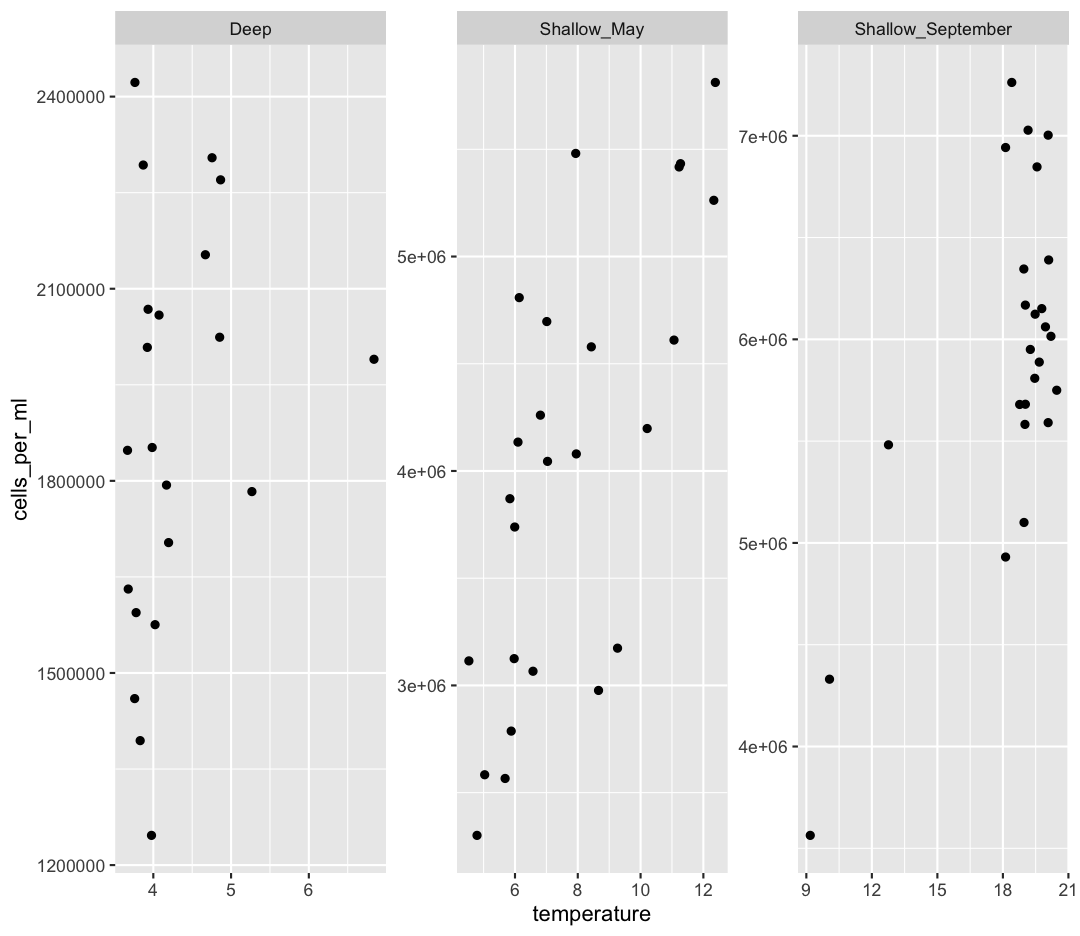 Deep
Shallow_May
Shallow_September
cells_per_ml
2400000
2100000
1800000
1500000
1200000
5e+06
4e+06
3e+06
7e+06
6e+06
5e+06
4e+06
4 5 6
6 8 10 12
9 12 15 18 21
temperature